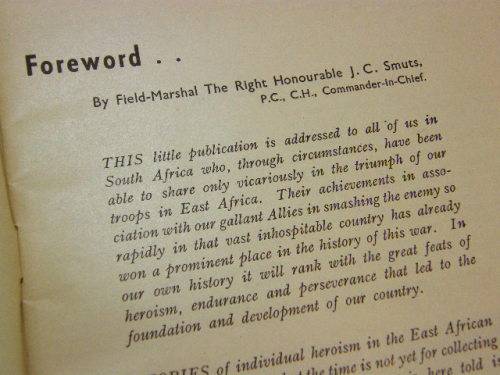 Foreword . .
By Field-Marshal The Right Honourable J. C. Smuts,
P.C., C.H., Commander-In-Chief.
THIS little publication is addressed to all of us in
South Africa who, through circumstances, have been
able to share only vicariously in the triumph of our
troops in East Africa. Their achievements in asso-
ciation with our gallant Allies in smashing the enemy so
rapidly in that vast inhospitable country has already
won a prominent place in the history of this war. In
our own history it will rank with the great feats of
heroism, endurance and perseverance that led to the
foundation and development of our country.
of individual heroism in the East African
the time is not yet for collecting
here told is